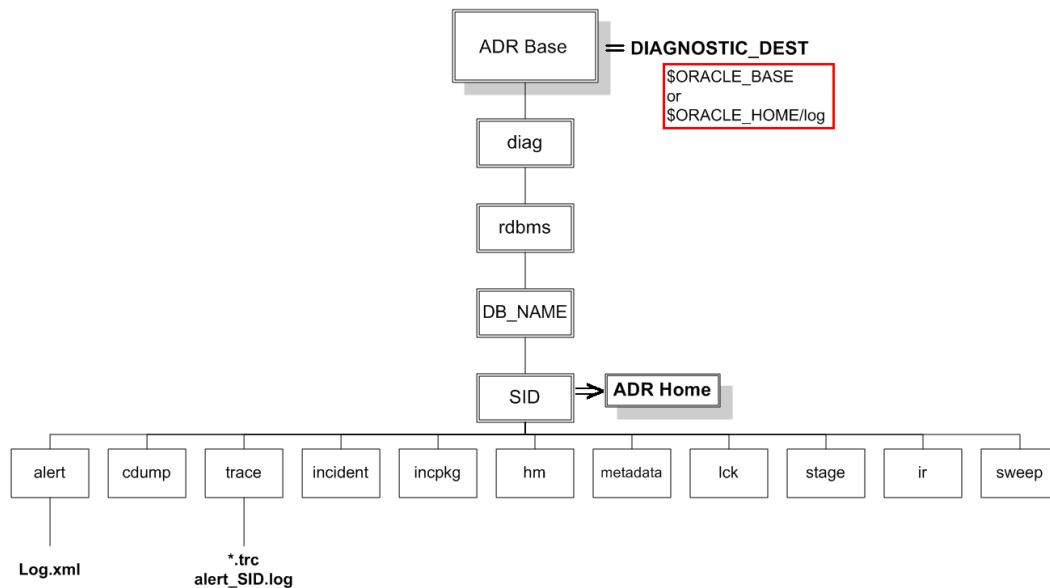 ADR Base
= DIAGNOSTIC_DEST
$ORACLE_BASE
or
$ORACLE_HOME/log
diag
rdbms
DB_NAME
SID
ADR Home
alert
cdump
trace
incident
incpkg
hm
metadata
lck
stage
ir
sweep
Log.xml
*.trc
alert_SID.log